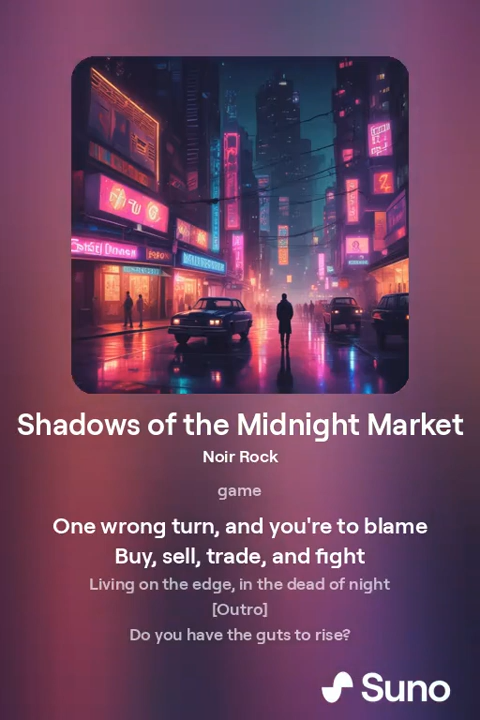 Shadows of the Midnight Market
Noir Rock
game
One wrong turn, and you're to blame
Buy, sell, trade, and fight
Living on the edge, in the dead of night
[Outro]
Do you have the guts to rise?
Suno